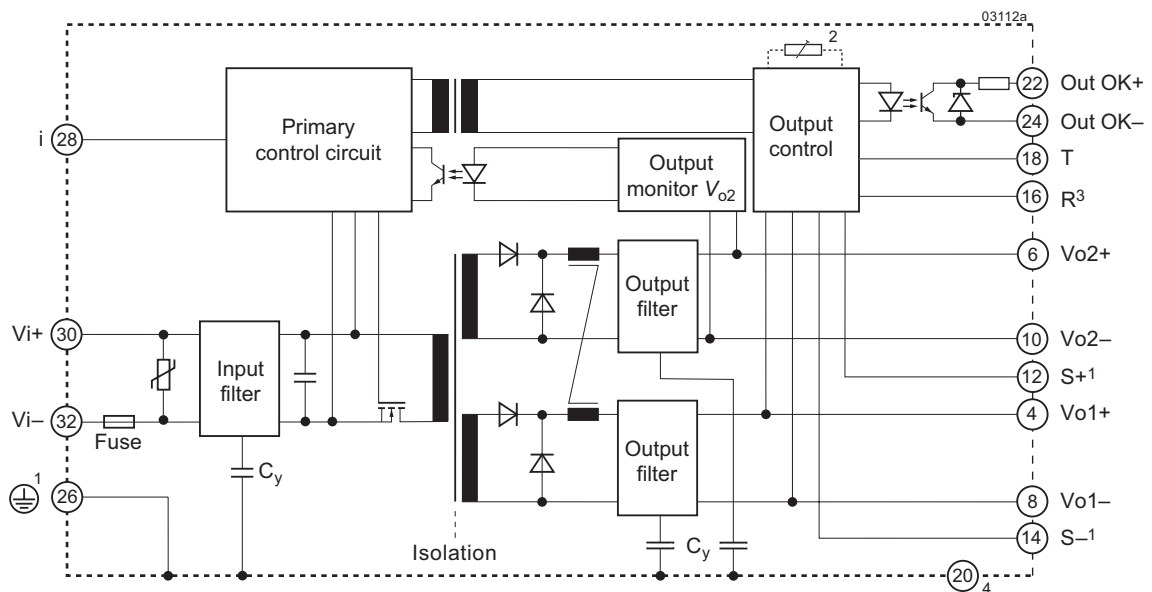 03112a
2
22 Out OK+
Primary
control circuit
Output
control
i 28
24 Out OK–
Output
monitor Vo2
18 T
16 R3
6 Vo2+
Output
filter
Vi+ 30
10 Vo2–
Input
filter
12 S+1
4 Vo1+
Vi– 32
Fuse
Output
filter
Cy
1
26
8 Vo1–
14 S–1
Isolation
Cy
20 4